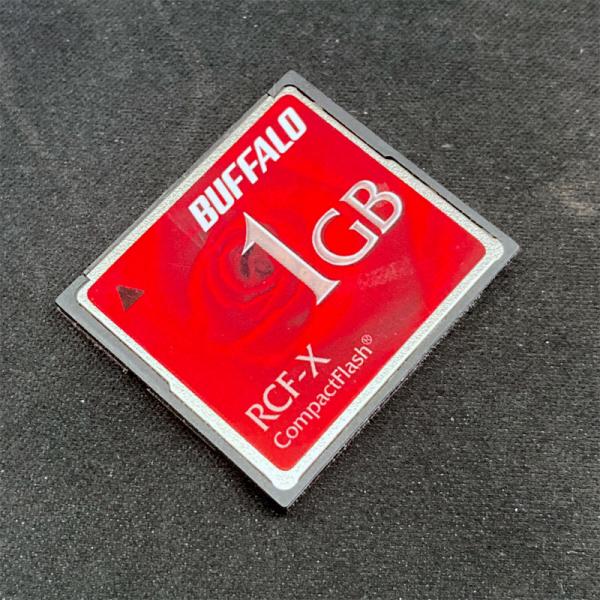 BUFFALO
1GB
RCF-X
CompactFlash®